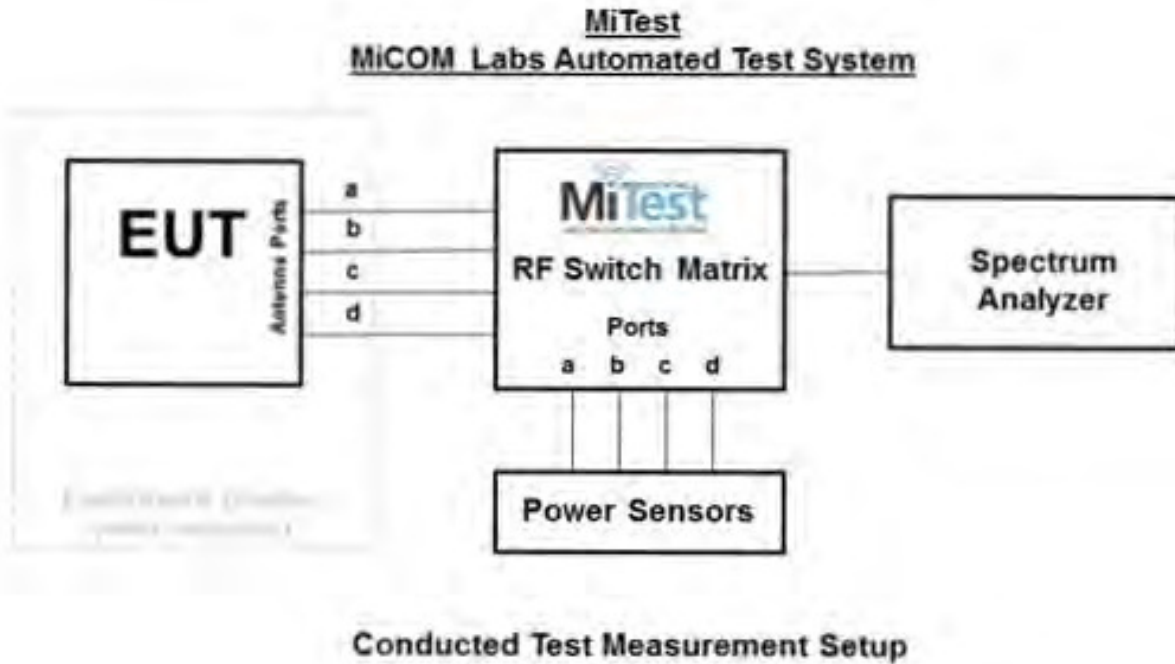 MiTest
MiCOM Labs Automated Test System
EUT
Antenna Ports
a
b
c
d
MiTest
RF Switch Matrix
Ports
a b c d
Spectrum
Analyzer
Power Sensors
Conducted Test Measurement Setup